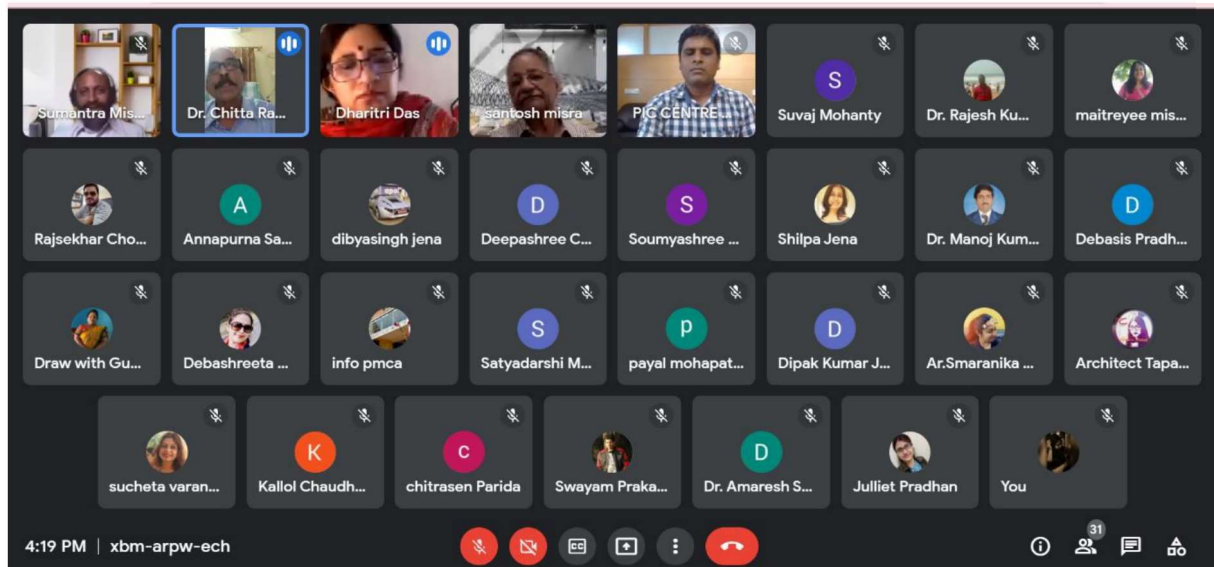 Sumantra Mis...
Dr. Chitta Ra...
Dharitri Das
santosh misra
PIC CENTRE...
S
Suvaj Mohanty
Dr. Rajesh Ku...
maitreyee mis...
Rajsekhar Cho...
A
Annapurna Sa...
dibyasingh jena
D
Deepashree C...
S
Soumyashree ...
Shilpa Jena
Dr. Manoj Kum...
D
Debasis Pradh...
Draw with Gu...
Debashreeta ...
info pmca
S
Satyadarshi M...
p
payal mohapat...
D
Dipak Kumar J...
Ar.Smaranika ...
Architect Tapa...
sucheta varan...
K
Kallol Chaudh...
c
chitrasen Parida
Swayam Praka...
D
Dr. Amaresh S...
Julliet Pradhan
You
4:19 PM | xbm-arpw-ech
CC
31